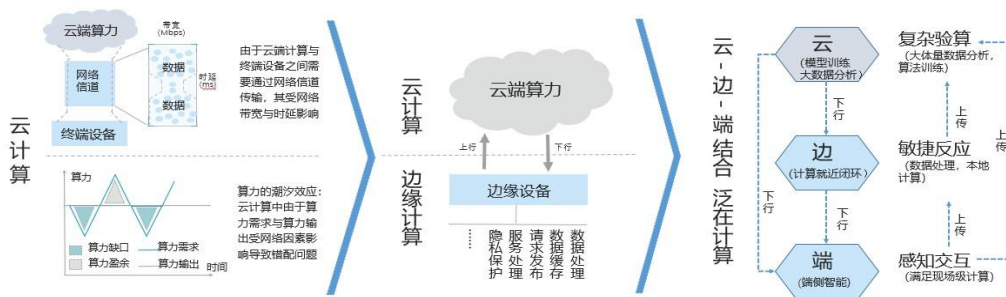 云计算
云端算力
网络
信道
终端设备
带宽
(Mbps)
数据
数据
时延
(ms)
由于云端计算与
终端设备之间需
要通过网络信道
传输，其受网络
带宽与时延影响
算力
算力缺口
算力需求
算力盈余
算力输出
时间
算力的潮汐效应：
云计算中由于算
力需求与算力输
出受网络因素影
响导致错配问题
云计算
边缘计算
云端算力
上行
下行
边缘设备
……
隐私保护
服务处理
请求发布
数据缓存
数据处理
云-边-端结合 泛在计算
云
(模型训练
大数据分析)
下行
边
(计算就近闭环)
下行
下行
端
(端侧智能)
复杂验算
(大体量数据分析，
算法训练)
上传
敏捷反应
(数据处理，本地
计算)
上传
上传
感知交互
(满足现场级计算)